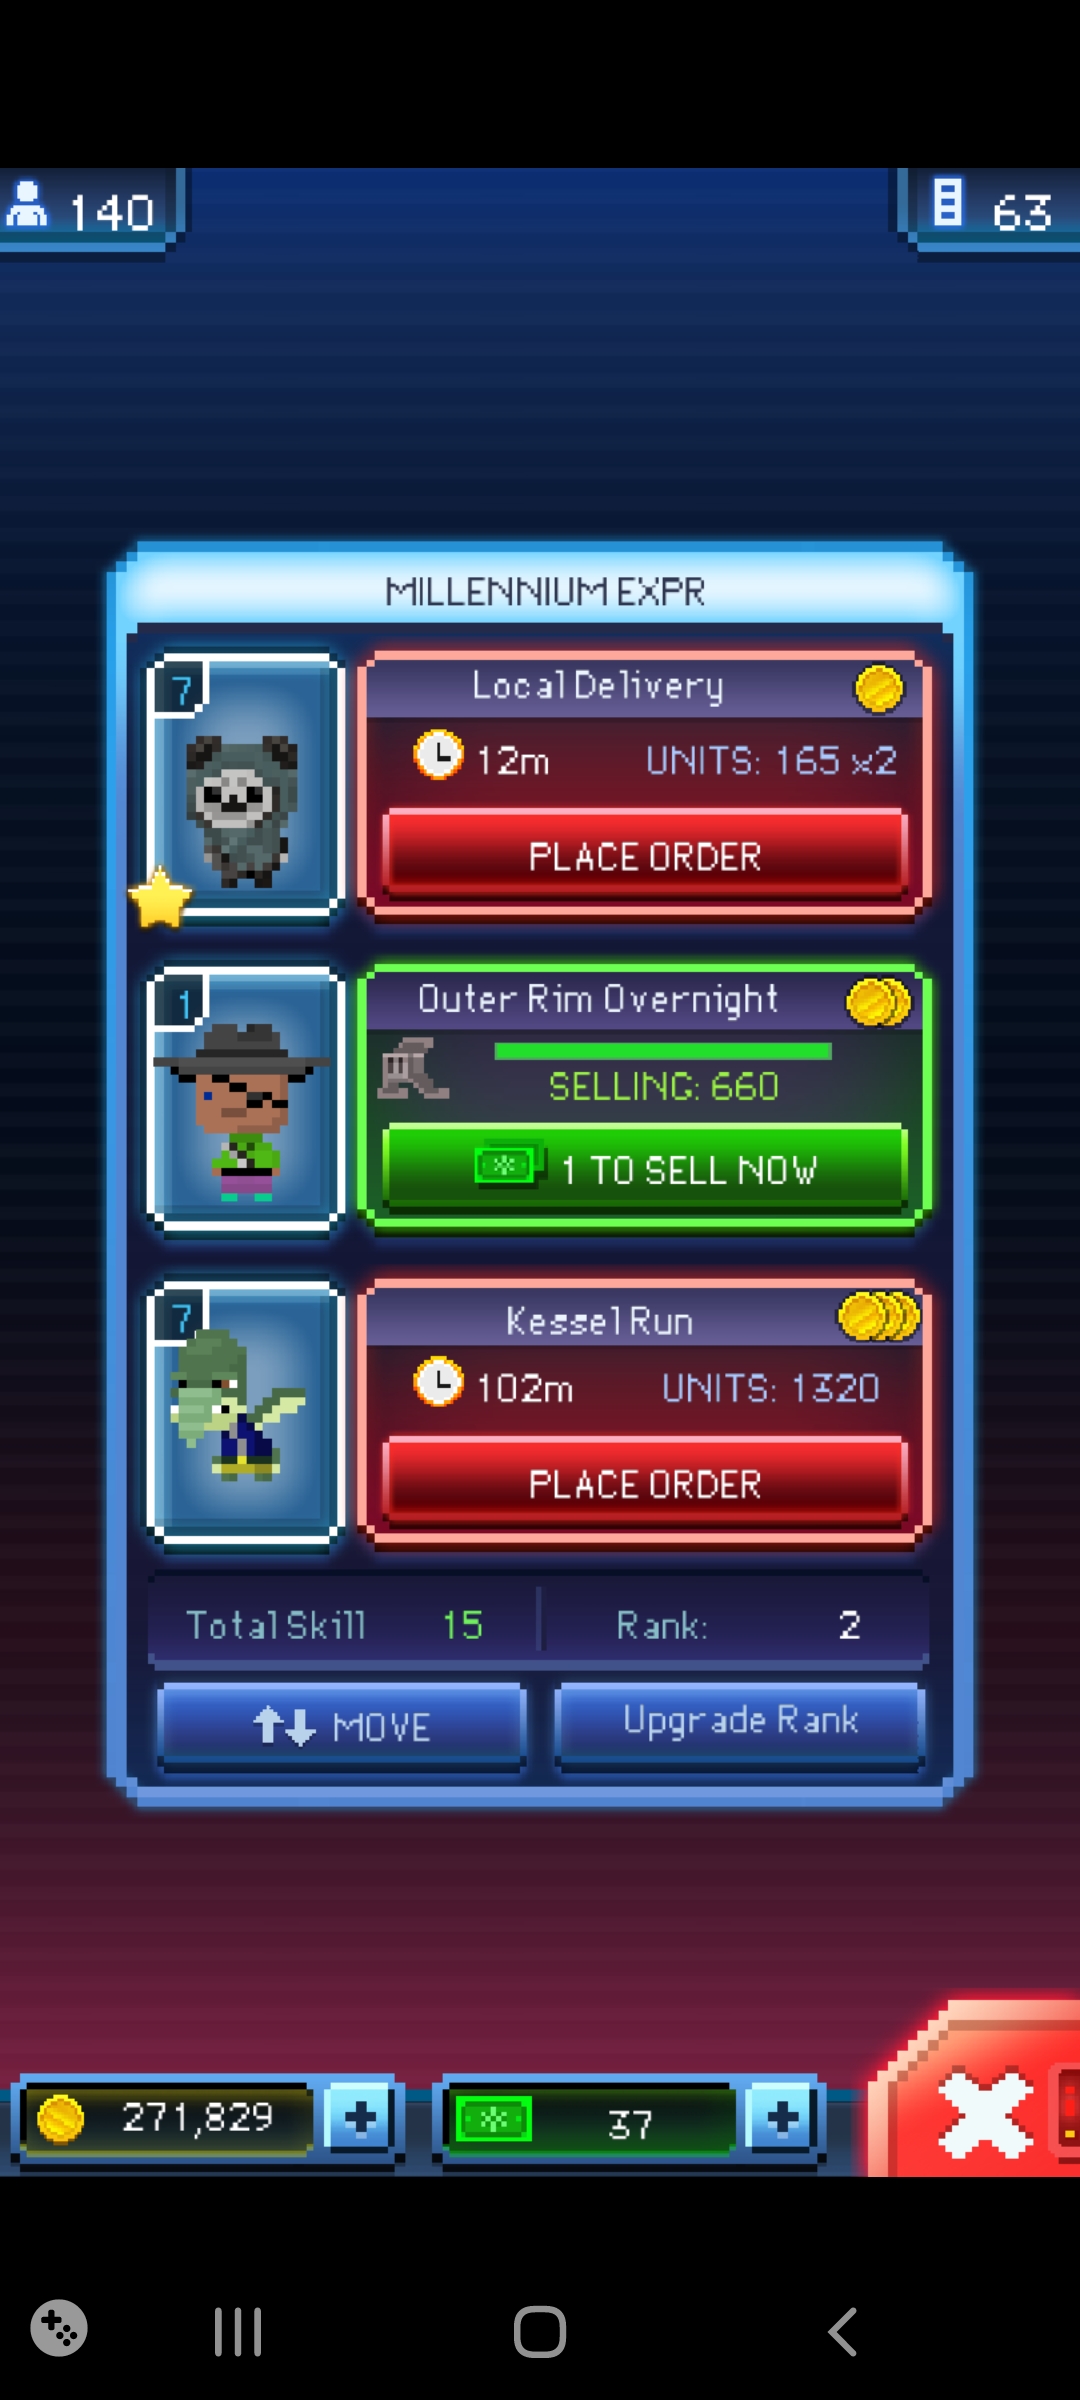 140
63
MILLENNIUM EXPR
7
Local Delivery
12m UNITS: 165 x2
PLACE ORDER
1
Outer Rim Overnight
SELLING: 660
1 TO SELL NOW
7
Kessel Run
102m UNITS: 1320
PLACE ORDER
Total Skill 15 Rank: 2
MOVE Upgrade Rank
271,829 37